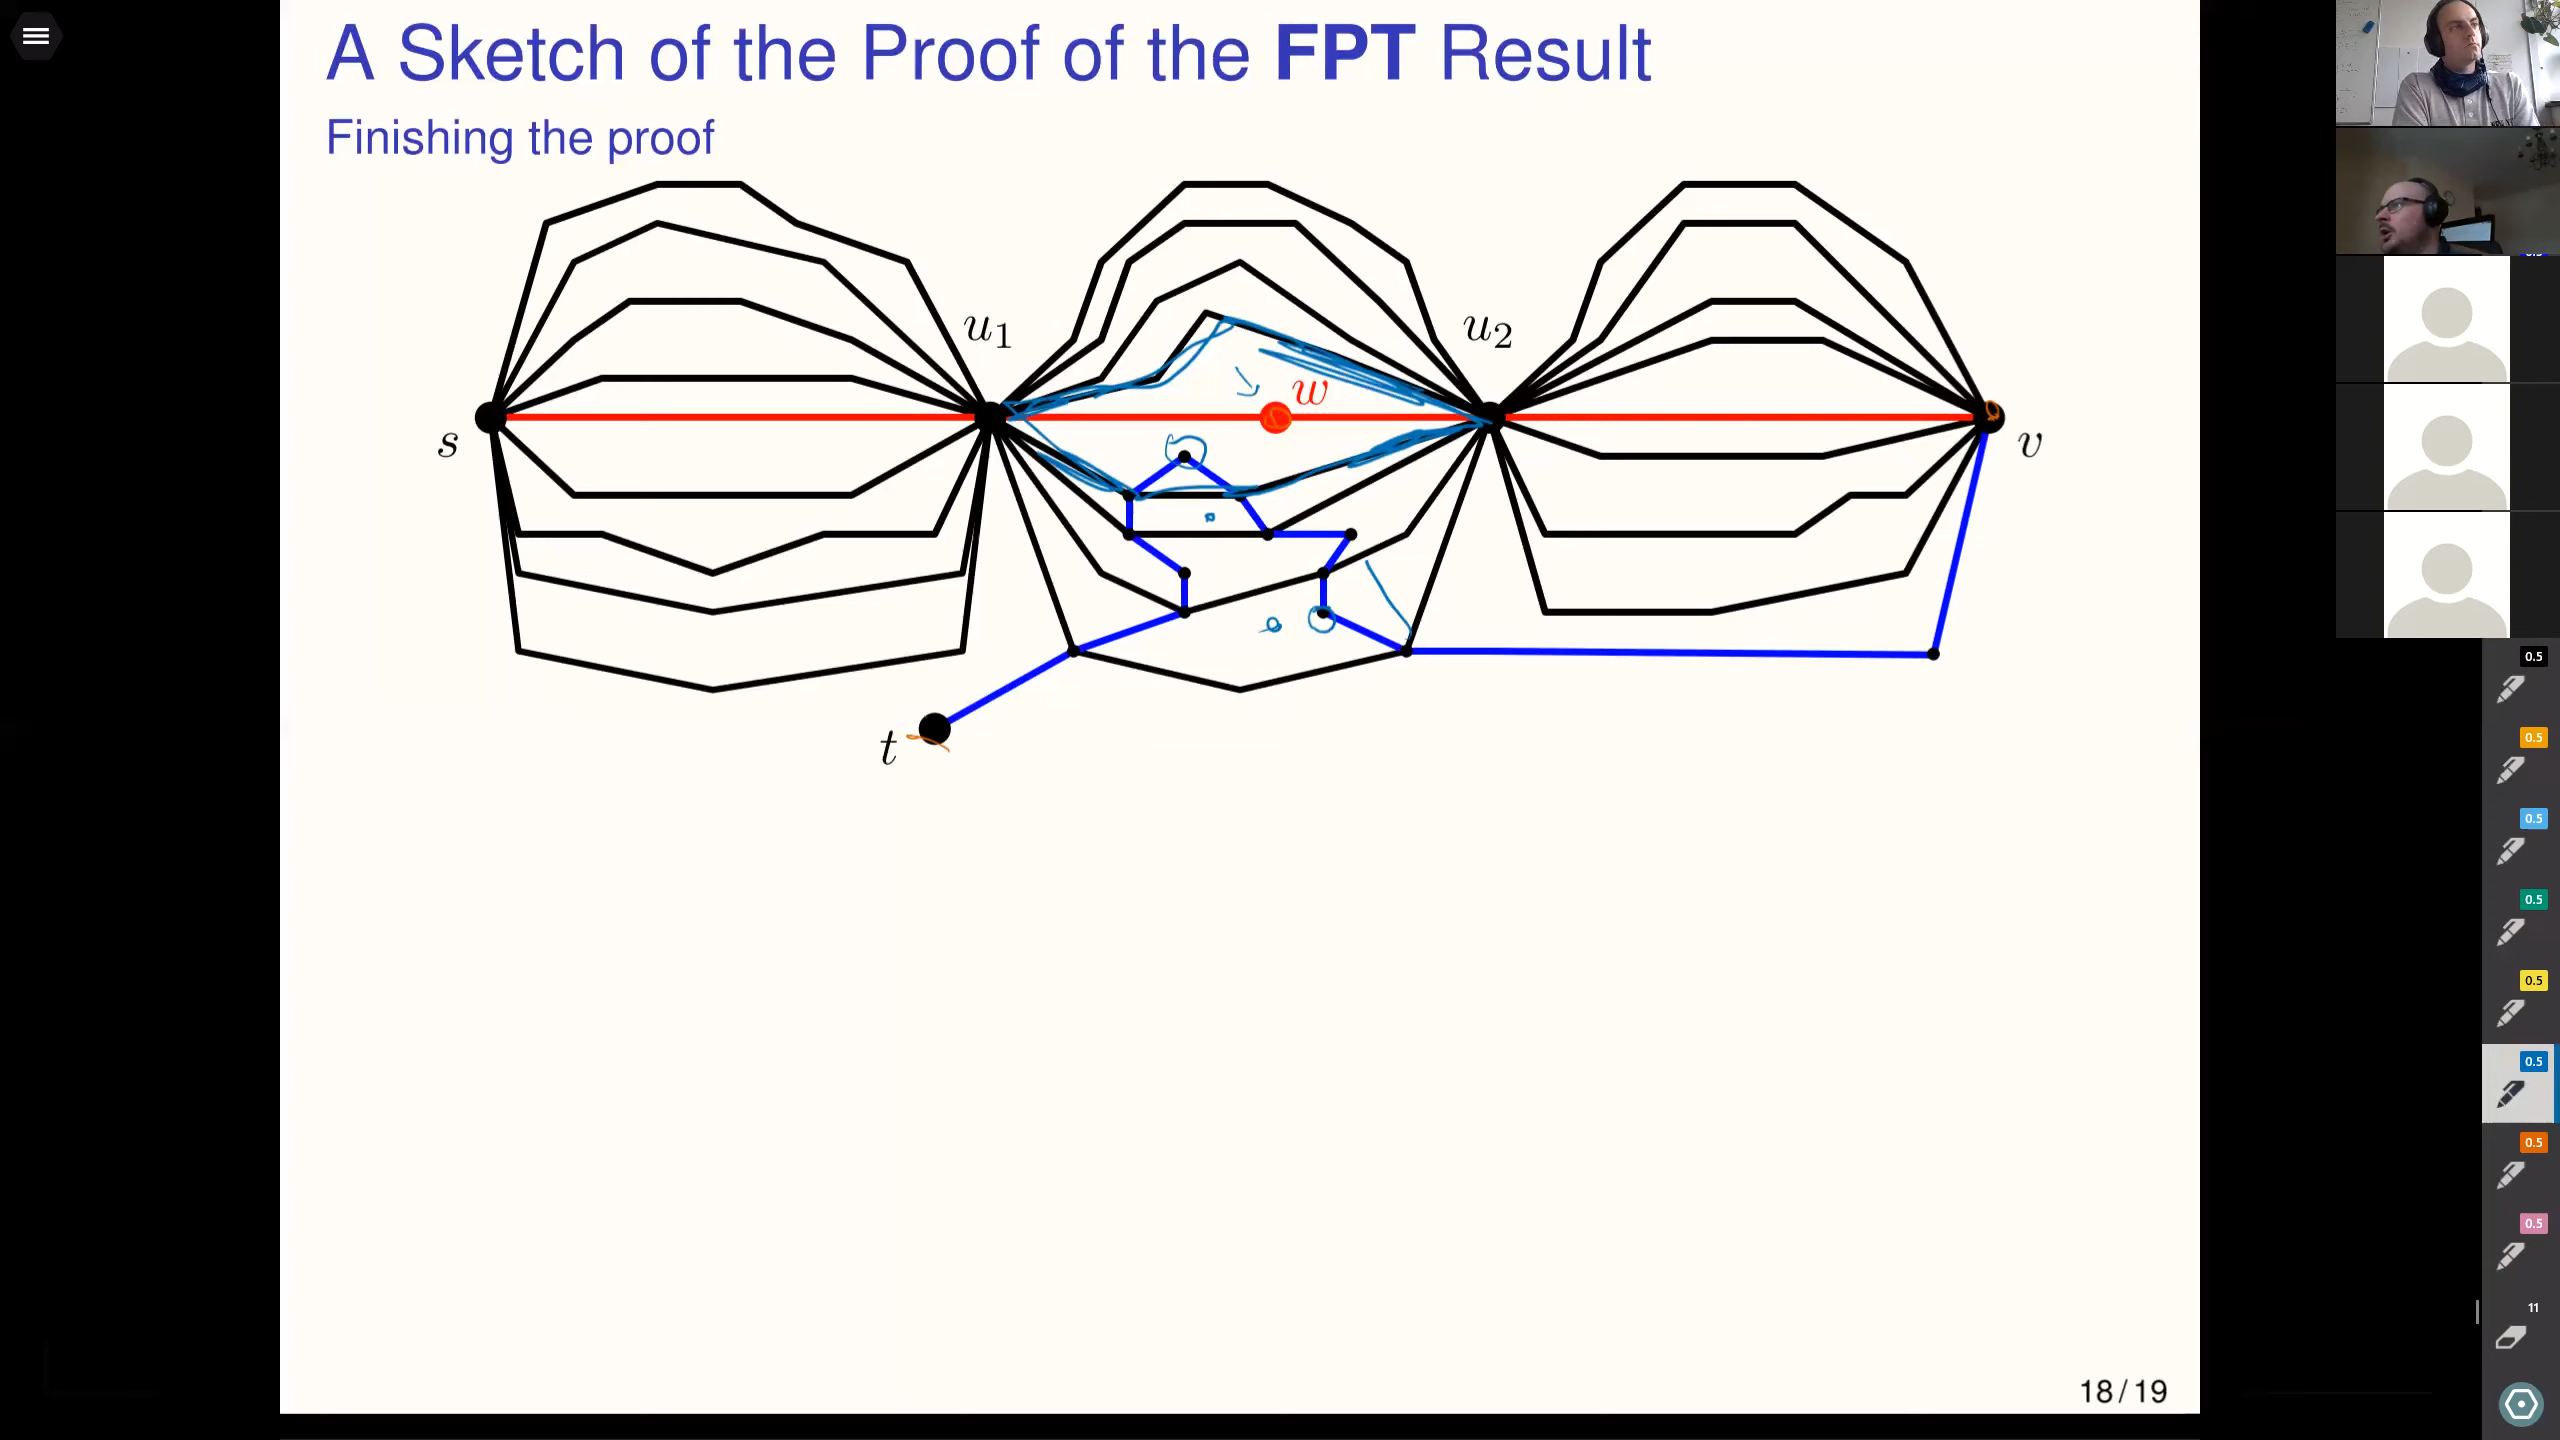 A Sketch of the Proof of the FPT Result
Finishing the proof
u1
u2
w
s
v
t
18/19
0.5
0.5
0.5
0.5
0.5
0.5
0.5
0.5
11